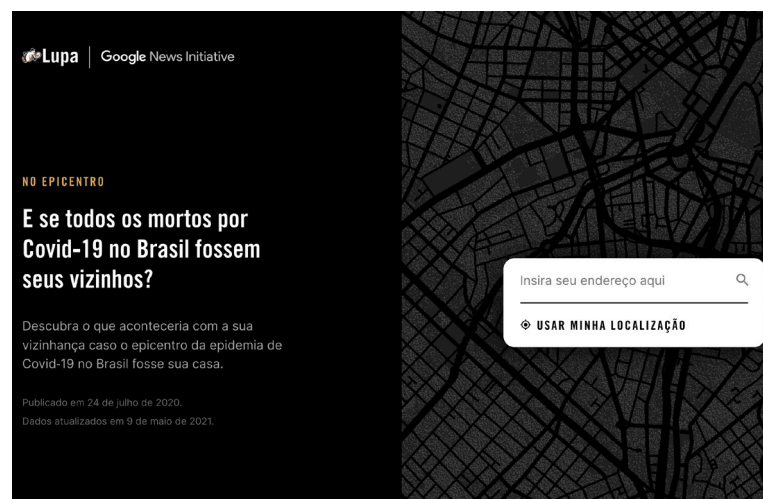 Lupa | Google News Initiative
NO EPICENTRO
E se todos os mortos por
Covid-19 no Brasil fossem
seus vizinhos?
Descubra o que aconteceria com a sua
vizinhança caso o epicentro da epidemia de
Covid-19 no Brasil fosse sua casa.
Publicado em 24 de julho de 2020.
Dados atualizados em 9 de maio de 2021.
Insira seu endereço aqui
USAR MINHA LOCALIZAÇÃO